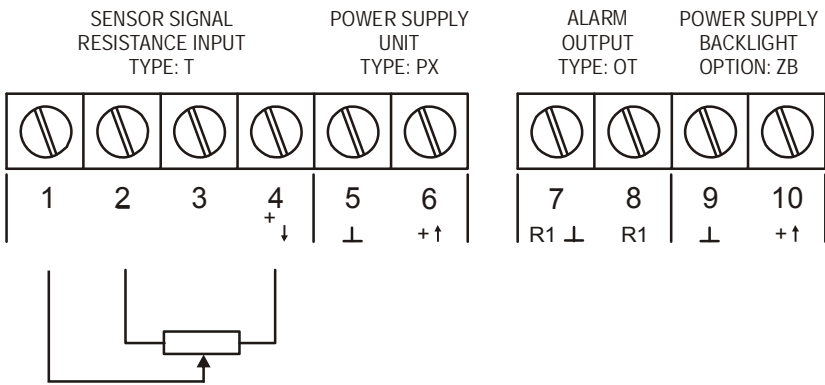 SENSOR SIGNAL
RESISTANCE INPUT
TYPE: T
POWER SUPPLY
UNIT
TYPE: PX
ALARM
OUTPUT
TYPE: OT
POWER SUPPLY
BACKLIGHT
OPTION: ZB
1 2 3 4 5 6 7 8 9 10
+ ↓ ⊥ + ↑ R1 ⊥ R1 ⊥ + ↑